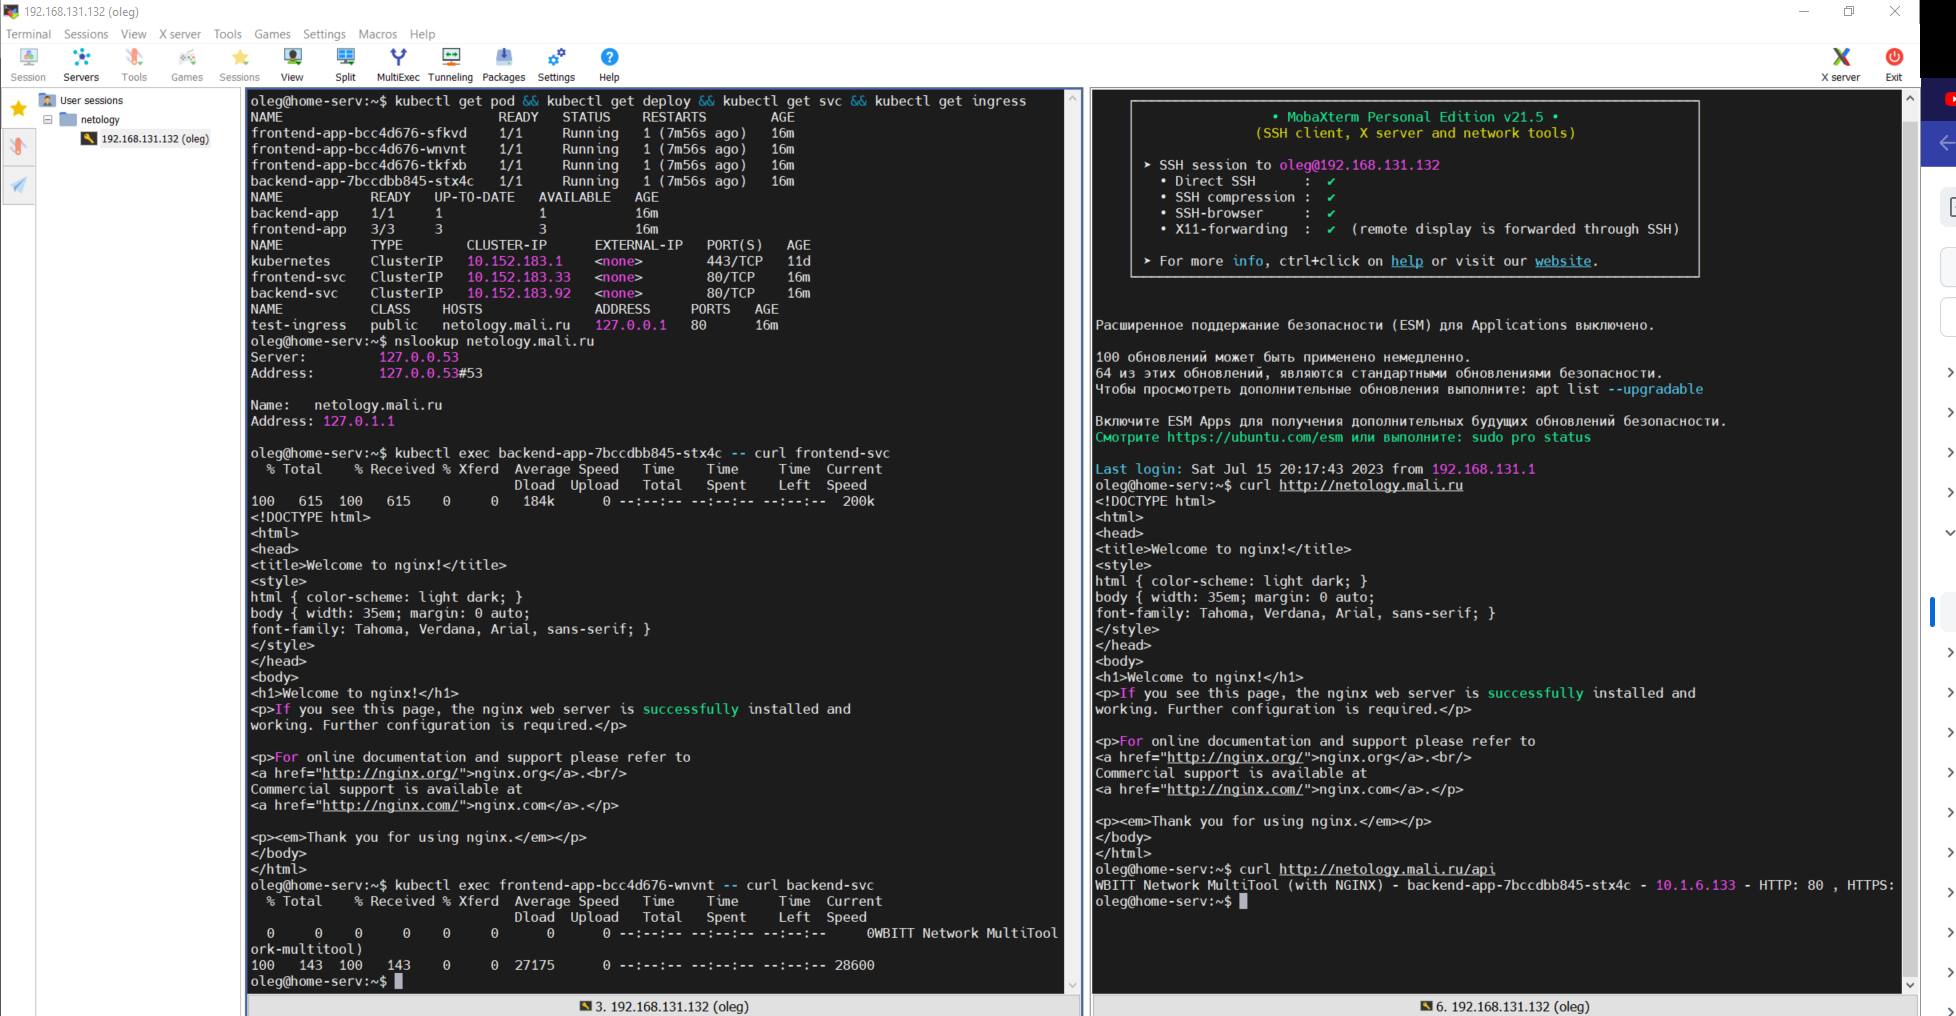 192.168.131.132 (oleg)
Terminal Sessions View X server Tools Games Settings Macros Help
Session Servers Tools Games Sessions View Split MultiExec Tunneling Packages Settings Help X server Exit
User sessions
netology
192.168.131.132 (oleg)
oleg@home-serv:~$ kubectl get pod && kubectl get deploy && kubectl get svc && kubectl get ingress
NAME READY STATUS RESTARTS AGE
frontend-app-bcc4d676-sfkvd 1/1 Running 1 (7m56s ago) 16m
frontend-app-bcc4d676-wnvnt 1/1 Running 1 (7m56s ago) 16m
frontend-app-bcc4d676-tkfxb 1/1 Running 1 (7m56s ago) 16m
backend-app-7bccdbb845-stx4c 1/1 Running 1 (7m56s ago) 16m
NAME READY UP-TO-DATE AVAILABLE AGE
backend-app 1/1 1 1 16m
frontend-app 3/3 3 3 16m
NAME TYPE CLUSTER-IP EXTERNAL-IP PORT(S) AGE
kubernetes ClusterIP 10.152.183.1 <none> 443/TCP 11d
frontend-svc ClusterIP 10.152.183.33 <none> 80/TCP 16m
backend-svc ClusterIP 10.152.183.92 <none> 80/TCP 16m
NAME CLASS HOSTS ADDRESS PORTS AGE
test-ingress public netology.mali.ru 127.0.0.1 80 16m
oleg@home-serv:~$ nslookup netology.mali.ru
Server: 127.0.0.53
Address: 127.0.0.53#53
Name: netology.mali.ru
Address: 127.0.1.1
oleg@home-serv:~$ kubectl exec backend-app-7bccdbb845-stx4c -- curl frontend-svc
% Total % Received % Xferd Average Speed Time Time Time Current
Dload Upload Total Spent Left Speed
100 615 100 615 0 0 184k 0 --:--:-- --:--:-- --:--:-- 200k
<!DOCTYPE html>
<html>
<head>
<title>Welcome to nginx!</title>
<style>
html { color-scheme: light dark; }
body { width: 35em; margin: 0 auto;
font-family: Tahoma, Verdana, Arial, sans-serif; }
</style>
</head>
<body>
<h1>Welcome to nginx!</h1>
<p>If you see this page, the nginx web server is successfully installed and
working. Further configuration is required.</p>
<p>For online documentation and support please refer to
<a href="http://nginx.org/">nginx.org</a>.<br/>
Commercial support is available at
<a href="http://nginx.com/">nginx.com</a>.</p>
<p><em>Thank you for using nginx.</em></p>
</body>
</html>
oleg@home-serv:~$ kubectl exec frontend-app-bcc4d676-wnvnt -- curl backend-svc
% Total % Received % Xferd Average Speed Time Time Time Current
Dload Upload Total Spent Left Speed
0 0 0 0 0 0 0 0 --:--:-- --:--:-- --:--:-- 0WBITT Network MultiTool
ork-multitool)
100 143 100 143 0 0 27175 0 --:--:-- --:--:-- --:--:-- 28600
oleg@home-serv:~$
3. 192.168.131.132 (oleg)
• MobaXterm Personal Edition v21.5 •
(SSH client, X server and network tools)
➤ SSH session to oleg@192.168.131.132
• Direct SSH : ✔
• SSH compression : ✔
• SSH-browser : ✔
• X11-forwarding : ✔ (remote display is forwarded through SSH)
➤ For more info, ctrl+click on help or visit our website.
Расширенное поддержание безопасности (ESM) для Applications выключено.
100 обновлений может быть применено немедленно.
64 из этих обновлений, являются стандартными обновлениями безопасности.
Чтобы просмотреть дополнительные обновления выполните: apt list --upgradable
Включите ESM Apps для получения дополнительных будущих обновлений безопасности.
Смотрите https://ubuntu.com/esm или выполните: sudo pro status
Last login: Sat Jul 15 20:17:43 2023 from 192.168.131.1
oleg@home-serv:~$ curl http://netology.mali.ru
<!DOCTYPE html>
<html>
<head>
<title>Welcome to nginx!</title>
<style>
html { color-scheme: light dark; }
body { width: 35em; margin: 0 auto;
font-family: Tahoma, Verdana, Arial, sans-serif; }
</style>
</head>
<body>
<h1>Welcome to nginx!</h1>
<p>If you see this page, the nginx web server is successfully installed and
working. Further configuration is required.</p>
<p>For online documentation and support please refer to
<a href="http://nginx.org/">nginx.org</a>.<br/>
Commercial support is available at
<a href="http://nginx.com/">nginx.com</a>.</p>
<p><em>Thank you for using nginx.</em></p>
</body>
</html>
oleg@home-serv:~$ curl http://netology.mali.ru/api
WBITT Network MultiTool (with NGINX) - backend-app-7bccdbb845-stx4c - 10.1.6.133 - HTTP: 80 , HTTPS:
oleg@home-serv:~$
6. 192.168.131.132 (oleg)